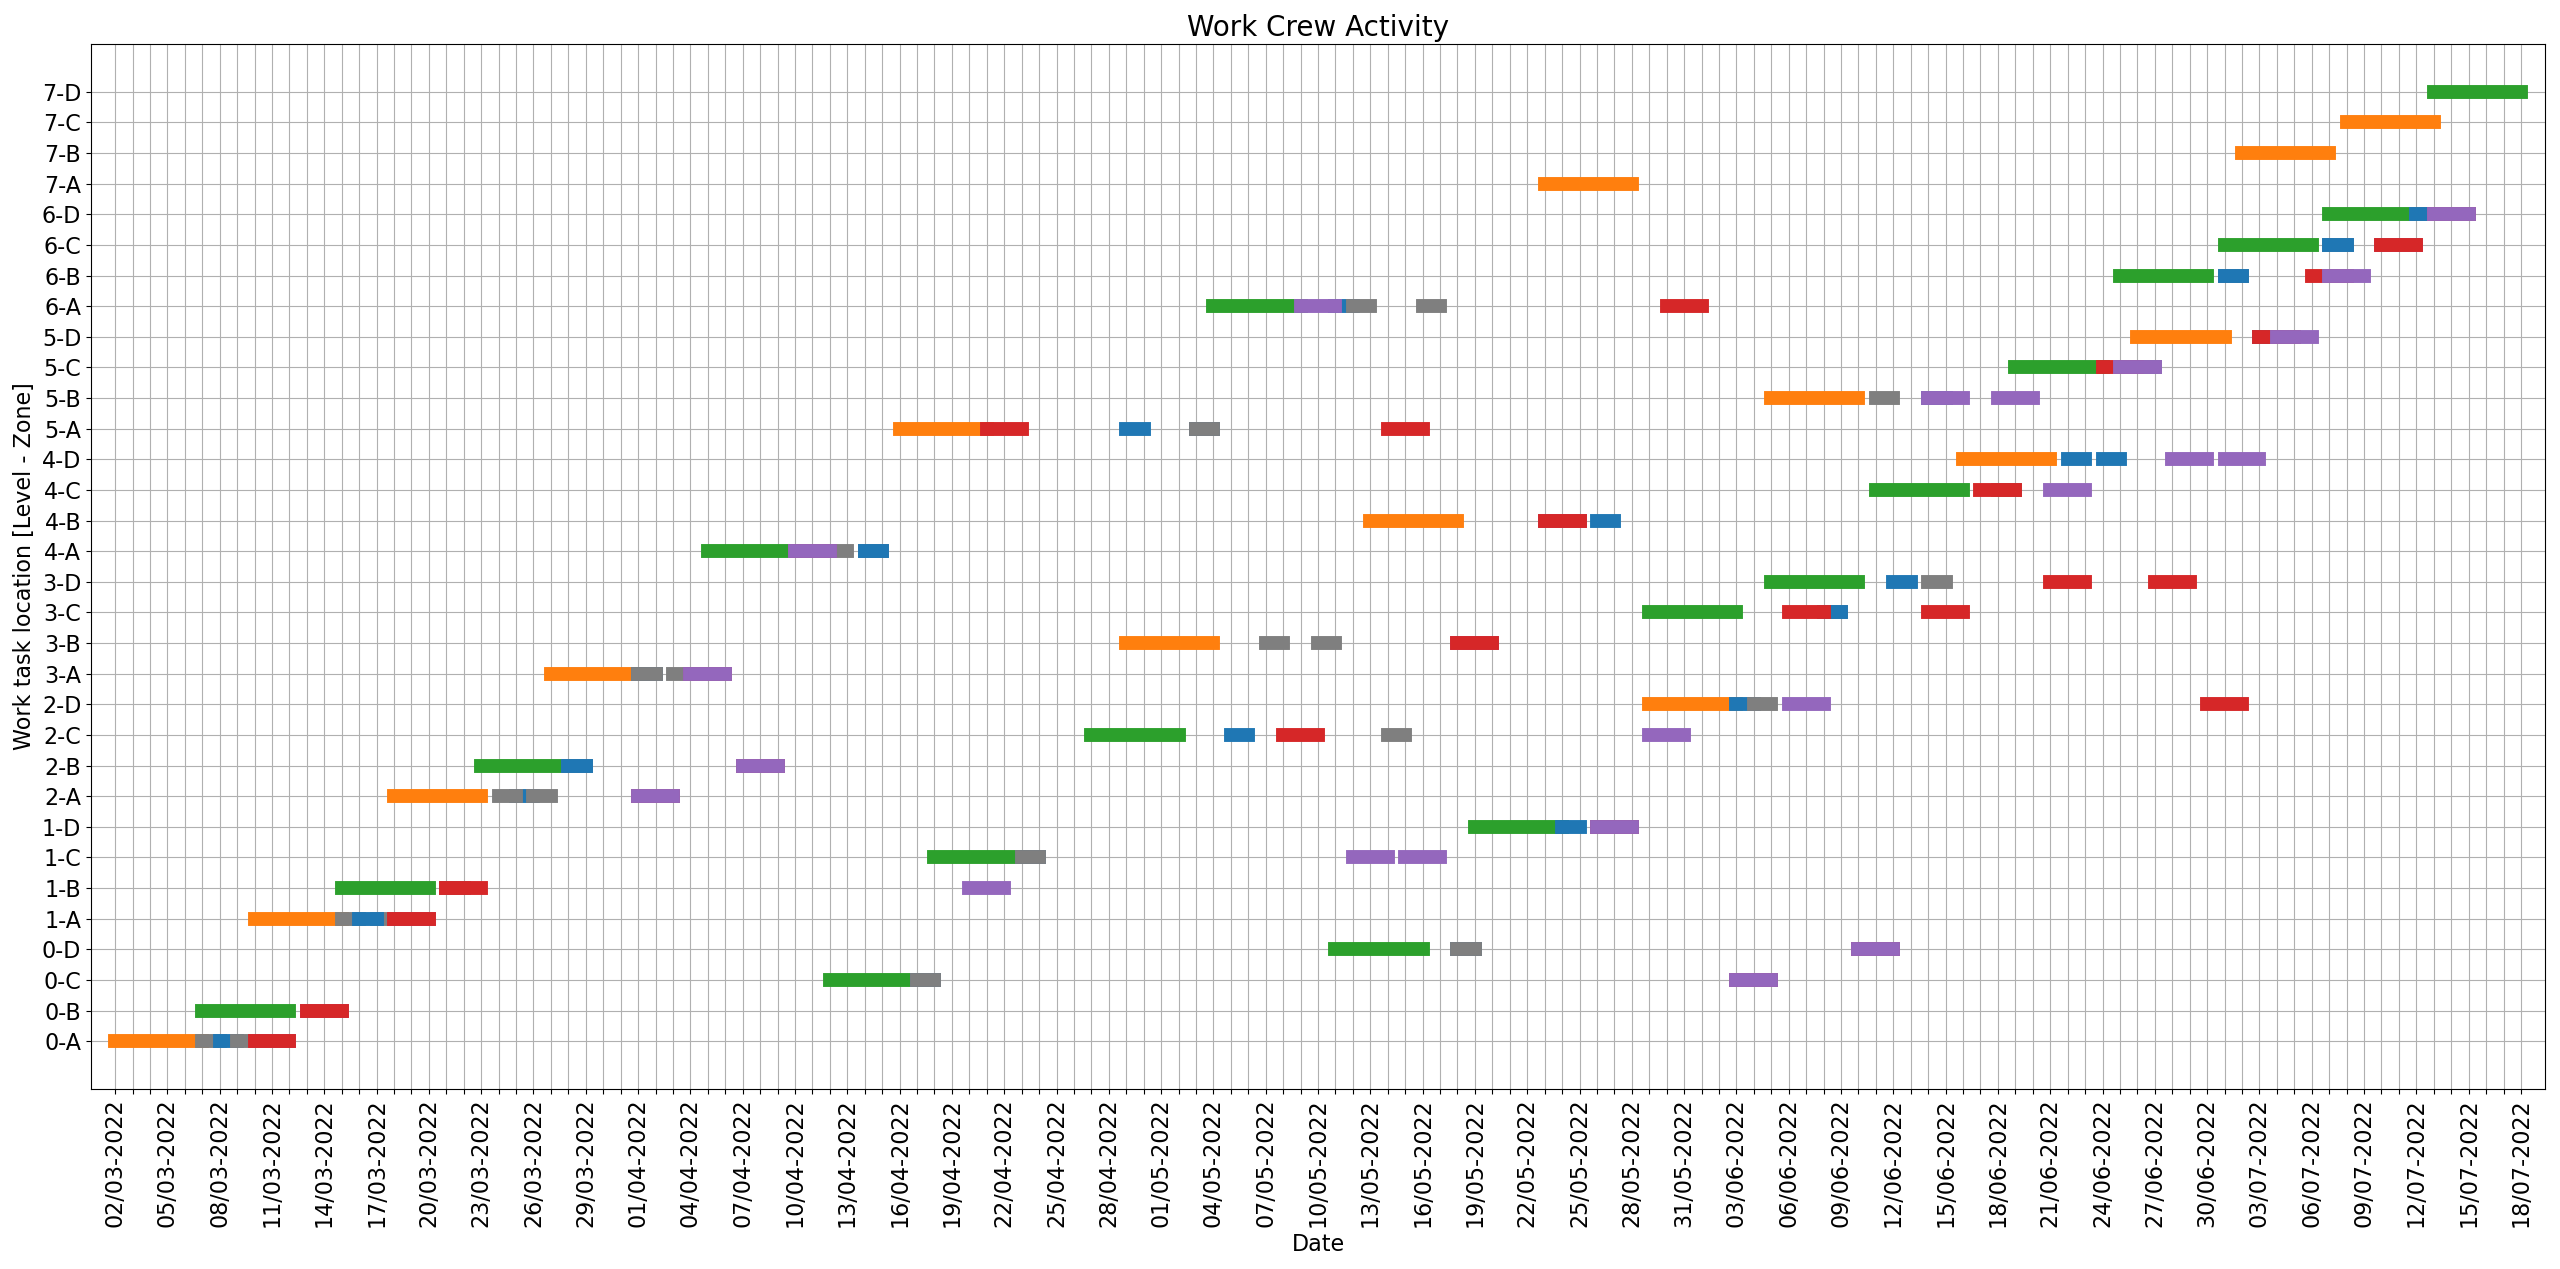 Work Crew Activity
Work task location [Level - Zone]
7-D
7-C
7-B
7-A
6-D
6-C
6-B
6-A
5-D
5-C
5-B
5-A
4-D
4-C
4-B
4-A
3-D
3-C
3-B
3-A
2-D
2-C
2-B
2-A
1-D
1-C
1-B
1-A
0-D
0-C
0-B
0-A
02/03-2022
05/03-2022
08/03-2022
11/03-2022
14/03-2022
17/03-2022
20/03-2022
23/03-2022
26/03-2022
29/03-2022
01/04-2022
04/04-2022
07/04-2022
10/04-2022
13/04-2022
16/04-2022
19/04-2022
22/04-2022
25/04-2022
28/04-2022
01/05-2022
04/05-2022
07/05-2022
10/05-2022
13/05-2022
16/05-2022
19/05-2022
22/05-2022
25/05-2022
28/05-2022
31/05-2022
03/06-2022
06/06-2022
09/06-2022
12/06-2022
15/06-2022
18/06-2022
21/06-2022
24/06-2022
27/06-2022
30/06-2022
03/07-2022
06/07-2022
09/07-2022
12/07-2022
15/07-2022
18/07-2022
Date